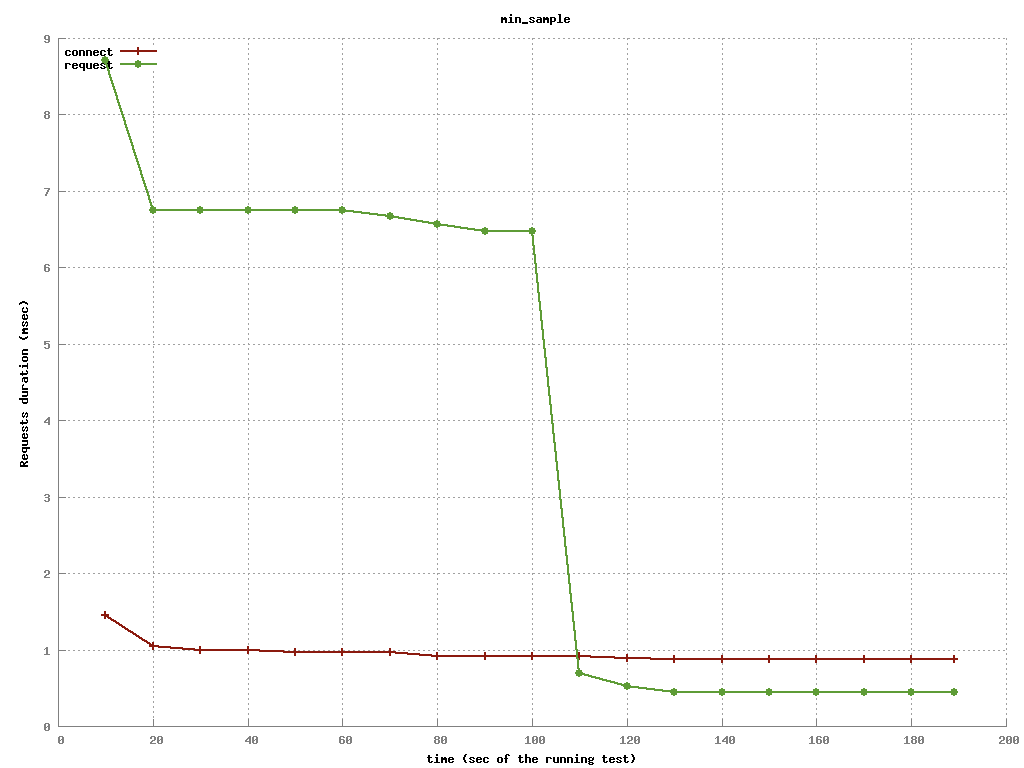 min_sample
connect
request
9
8
7
6
5
4
3
2
1
0
Requests duration (msec)
0 20 40 60 80 100 120 140 160 180 200
time (sec of the running test)